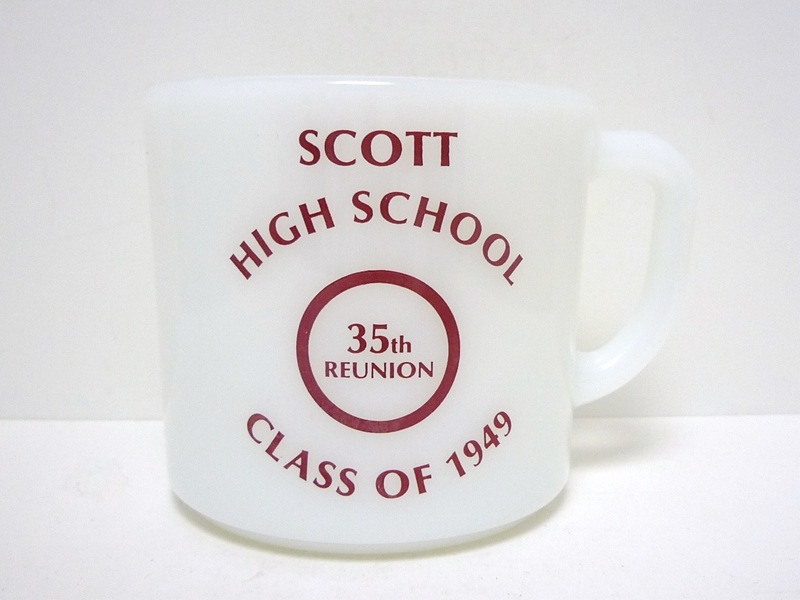 SCOTT
HIGH SCHOOL
35th
REUNION
CLASS OF 1949